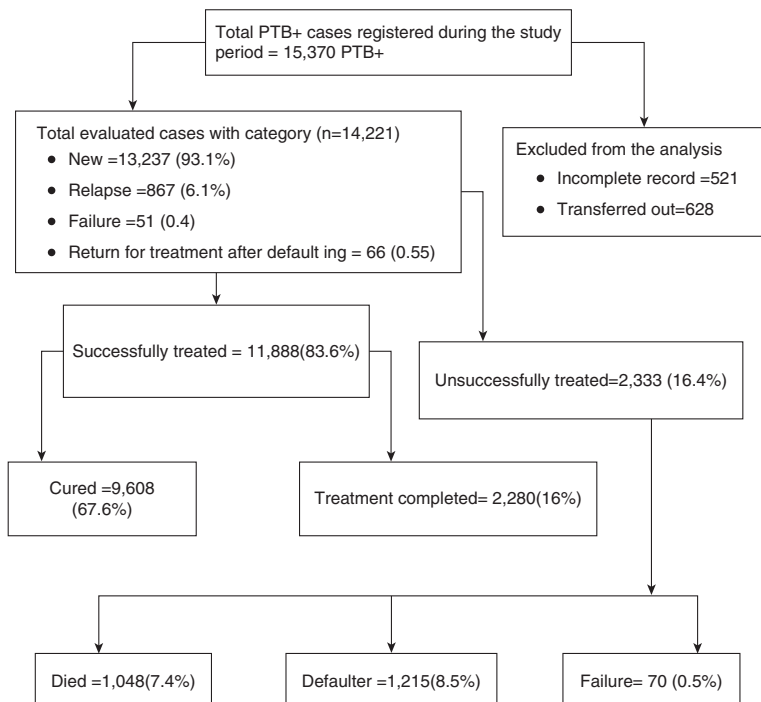 Total PTB+ cases registered during the study
period = 15,370 PTB+
Total evaluated cases with category (n=14,221)
● New =13,237 (93.1%)
● Relapse =867 (6.1%)
● Failure =51 (0.4)
● Return for treatment after default ing = 66 (0.55)
Excluded from the analysis
● Incomplete record =521
● Transferred out=628
Successfully treated = 11,888(83.6%)
Unsuccessfully treated=2,333 (16.4%)
Cured =9,608
(67.6%)
Treatment completed= 2,280(16%)
Died =1,048(7.4%)
Defaulter =1,215(8.5%)
Failure= 70 (0.5%)